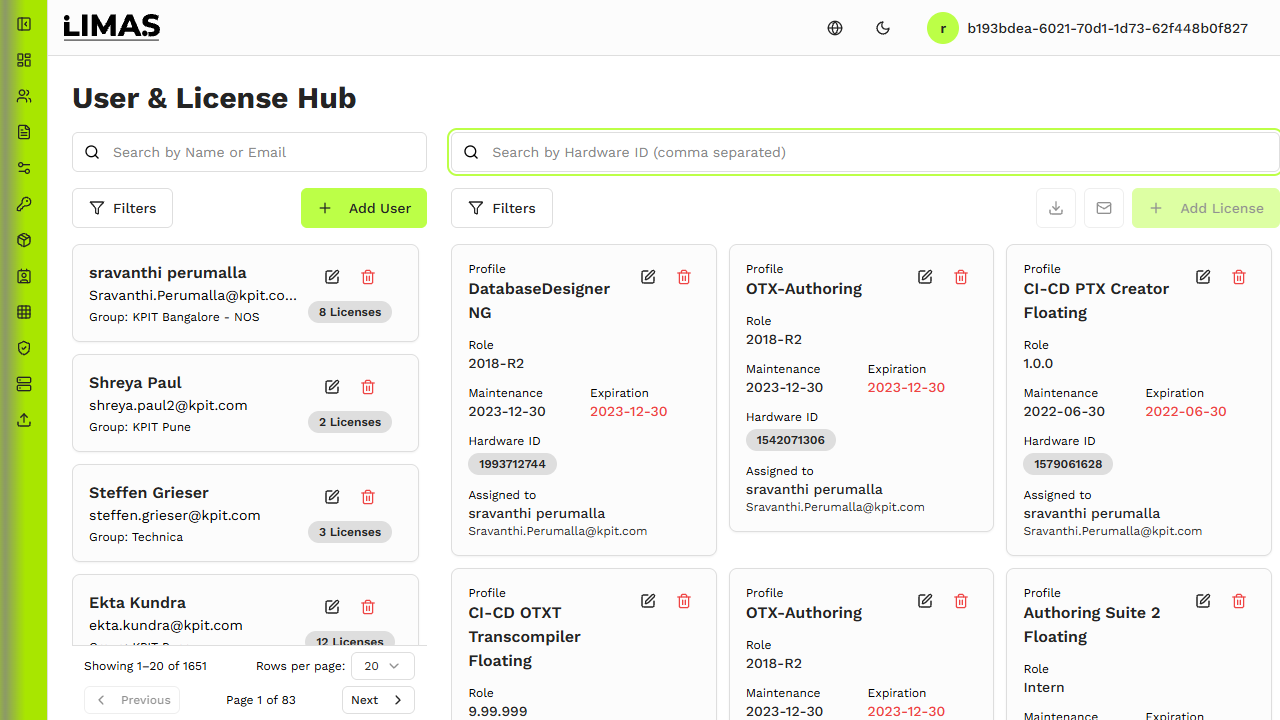 LIMAS
r
b193bdea-6021-70d1-1d73-62f448b0f827
User & License Hub
Search by Name or Email
Search by Hardware ID (comma separated)
Filters
Add User
Filters
Add License
sravanthi perumalla
Sravanthi.Perumalla@kpit.co...
Group: KPIT Bangalore - NOS
8 Licenses
Shreya Paul
shreya.paul2@kpit.com
Group: KPIT Pune
2 Licenses
Steffen Grieser
steffen.grieser@kpit.com
Group: Technica
3 Licenses
Ekta Kundra
ekta.kundra@kpit.com
12 Licenses
Showing 1–20 of 1651
Rows per page:
20
Previous
Page 1 of 83
Next
Profile
DatabaseDesigner
NG
Role
2018-R2
Maintenance
Expiration
2023-12-30
2023-12-30
Hardware ID
1993712744
Assigned to
sravanthi perumalla
Sravanthi.Perumalla@kpit.com
Profile
OTX-Authoring
Role
2018-R2
Maintenance
Expiration
2023-12-30
2023-12-30
Hardware ID
1542071306
Assigned to
sravanthi perumalla
Sravanthi.Perumalla@kpit.com
Profile
CI-CD PTX Creator
Floating
Role
1.0.0
Maintenance
Expiration
2022-06-30
2022-06-30
Hardware ID
1579061628
Assigned to
sravanthi perumalla
Sravanthi.Perumalla@kpit.com
Profile
CI-CD OTXT
Transcompiler
Floating
Role
9.99.999
Profile
OTX-Authoring
Role
2018-R2
Maintenance
Expiration
2023-12-30
2023-12-30
Profile
Authoring Suite 2
Floating
Role
Intern
Maintenance
Expiration